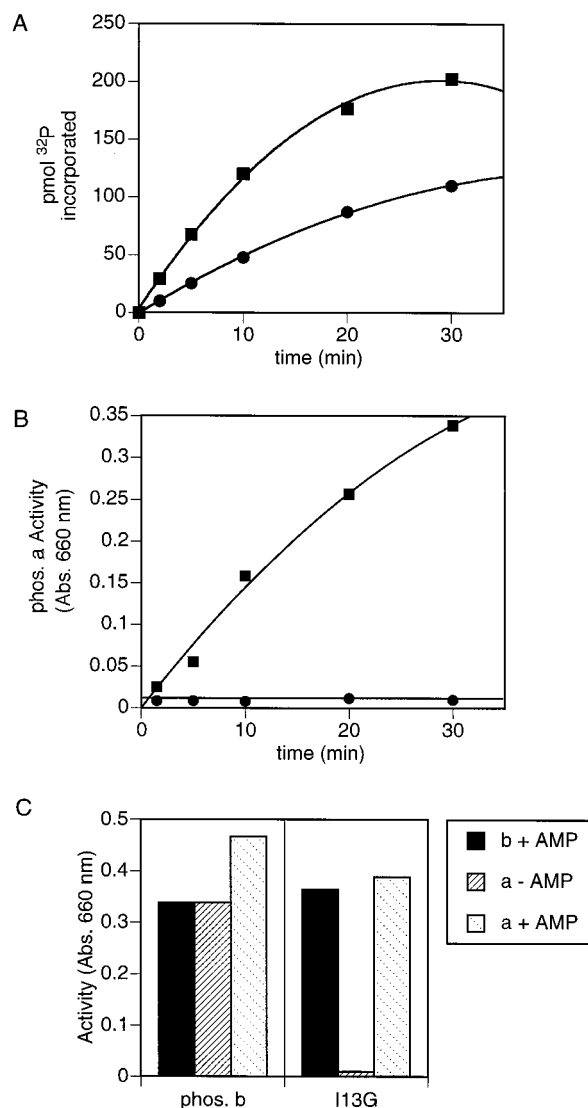 A
250
200
150
100
50
0
pmol 32P
incorporated
0
10
20
30
time (min)
B
0.35
0.3
0.25
0.2
0.15
0.1
0.05
0
phos. a Activity
(Abs. 660 nm)
0
10
20
30
time (min)
C
0.5
0.4
0.3
0.2
0.1
0
Activity (Abs. 660 nm)
phos. b
I13G
b + AMP
a - AMP
a + AMP